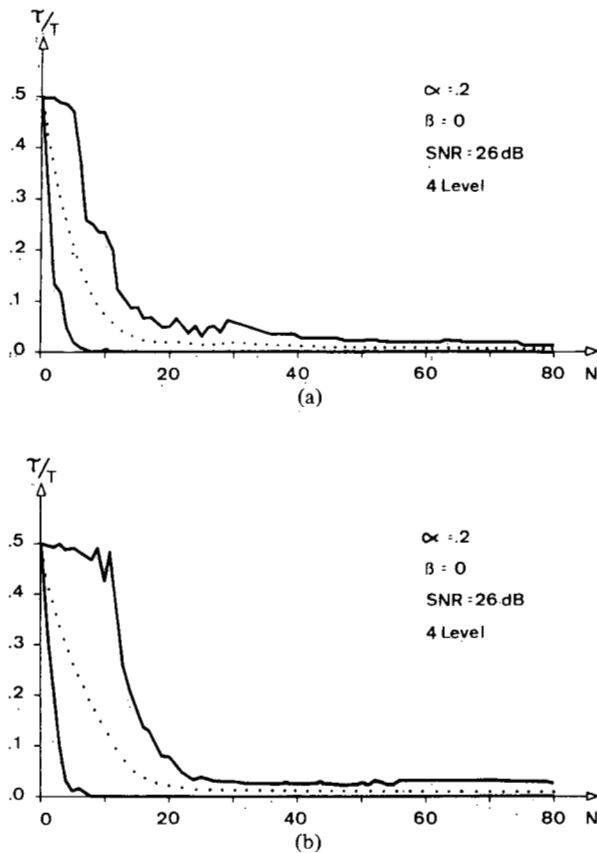 τ/T
.5
.4
.3
.2
.1
.0
0 20 40 60 80 N
α = .2
β = 0
SNR = 26 dB
4 Level
(a)
τ/T
.5
.4
.3
.2
.1
.0
0 20 40 60 80 N
α = .2
β = 0
SNR = 26 dB
4 Level
(b)